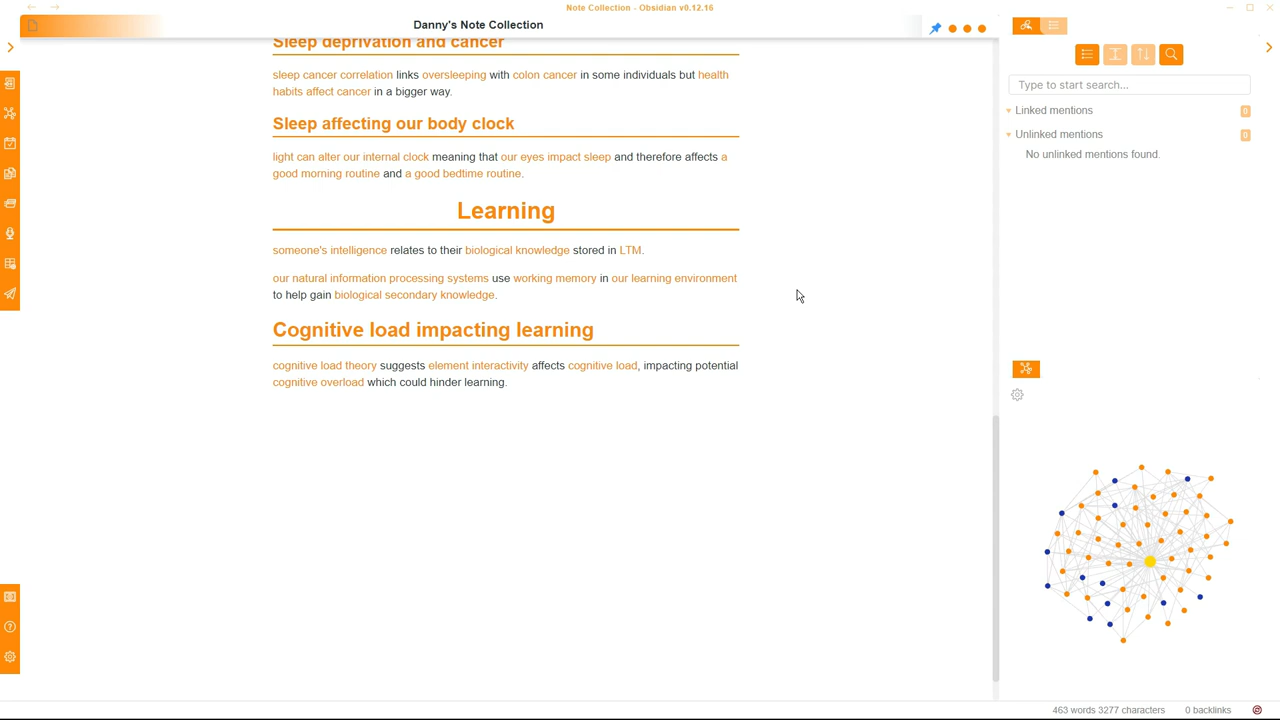 Note Collection - Obsidian v0.12.16
Danny's Note Collection
Sleep deprivation and cancer
sleep cancer correlation links oversleeping with colon cancer in some individuals but health
habits affect cancer in a bigger way.
Sleep affecting our body clock
light can alter our internal clock meaning that our eyes impact sleep and therefore affects a
good morning routine and a good bedtime routine.
Learning
someone's intelligence relates to their biological knowledge stored in LTM.
our natural information processing systems use working memory in our learning environment
to help gain biological secondary knowledge.
Cognitive load impacting learning
cognitive load theory suggests element interactivity affects cognitive load, impacting potential
cognitive overload which could hinder learning.
Type to start search...
Linked mentions 0
Unlinked mentions 0
No unlinked mentions found.
463 words 3277 characters 0 backlinks